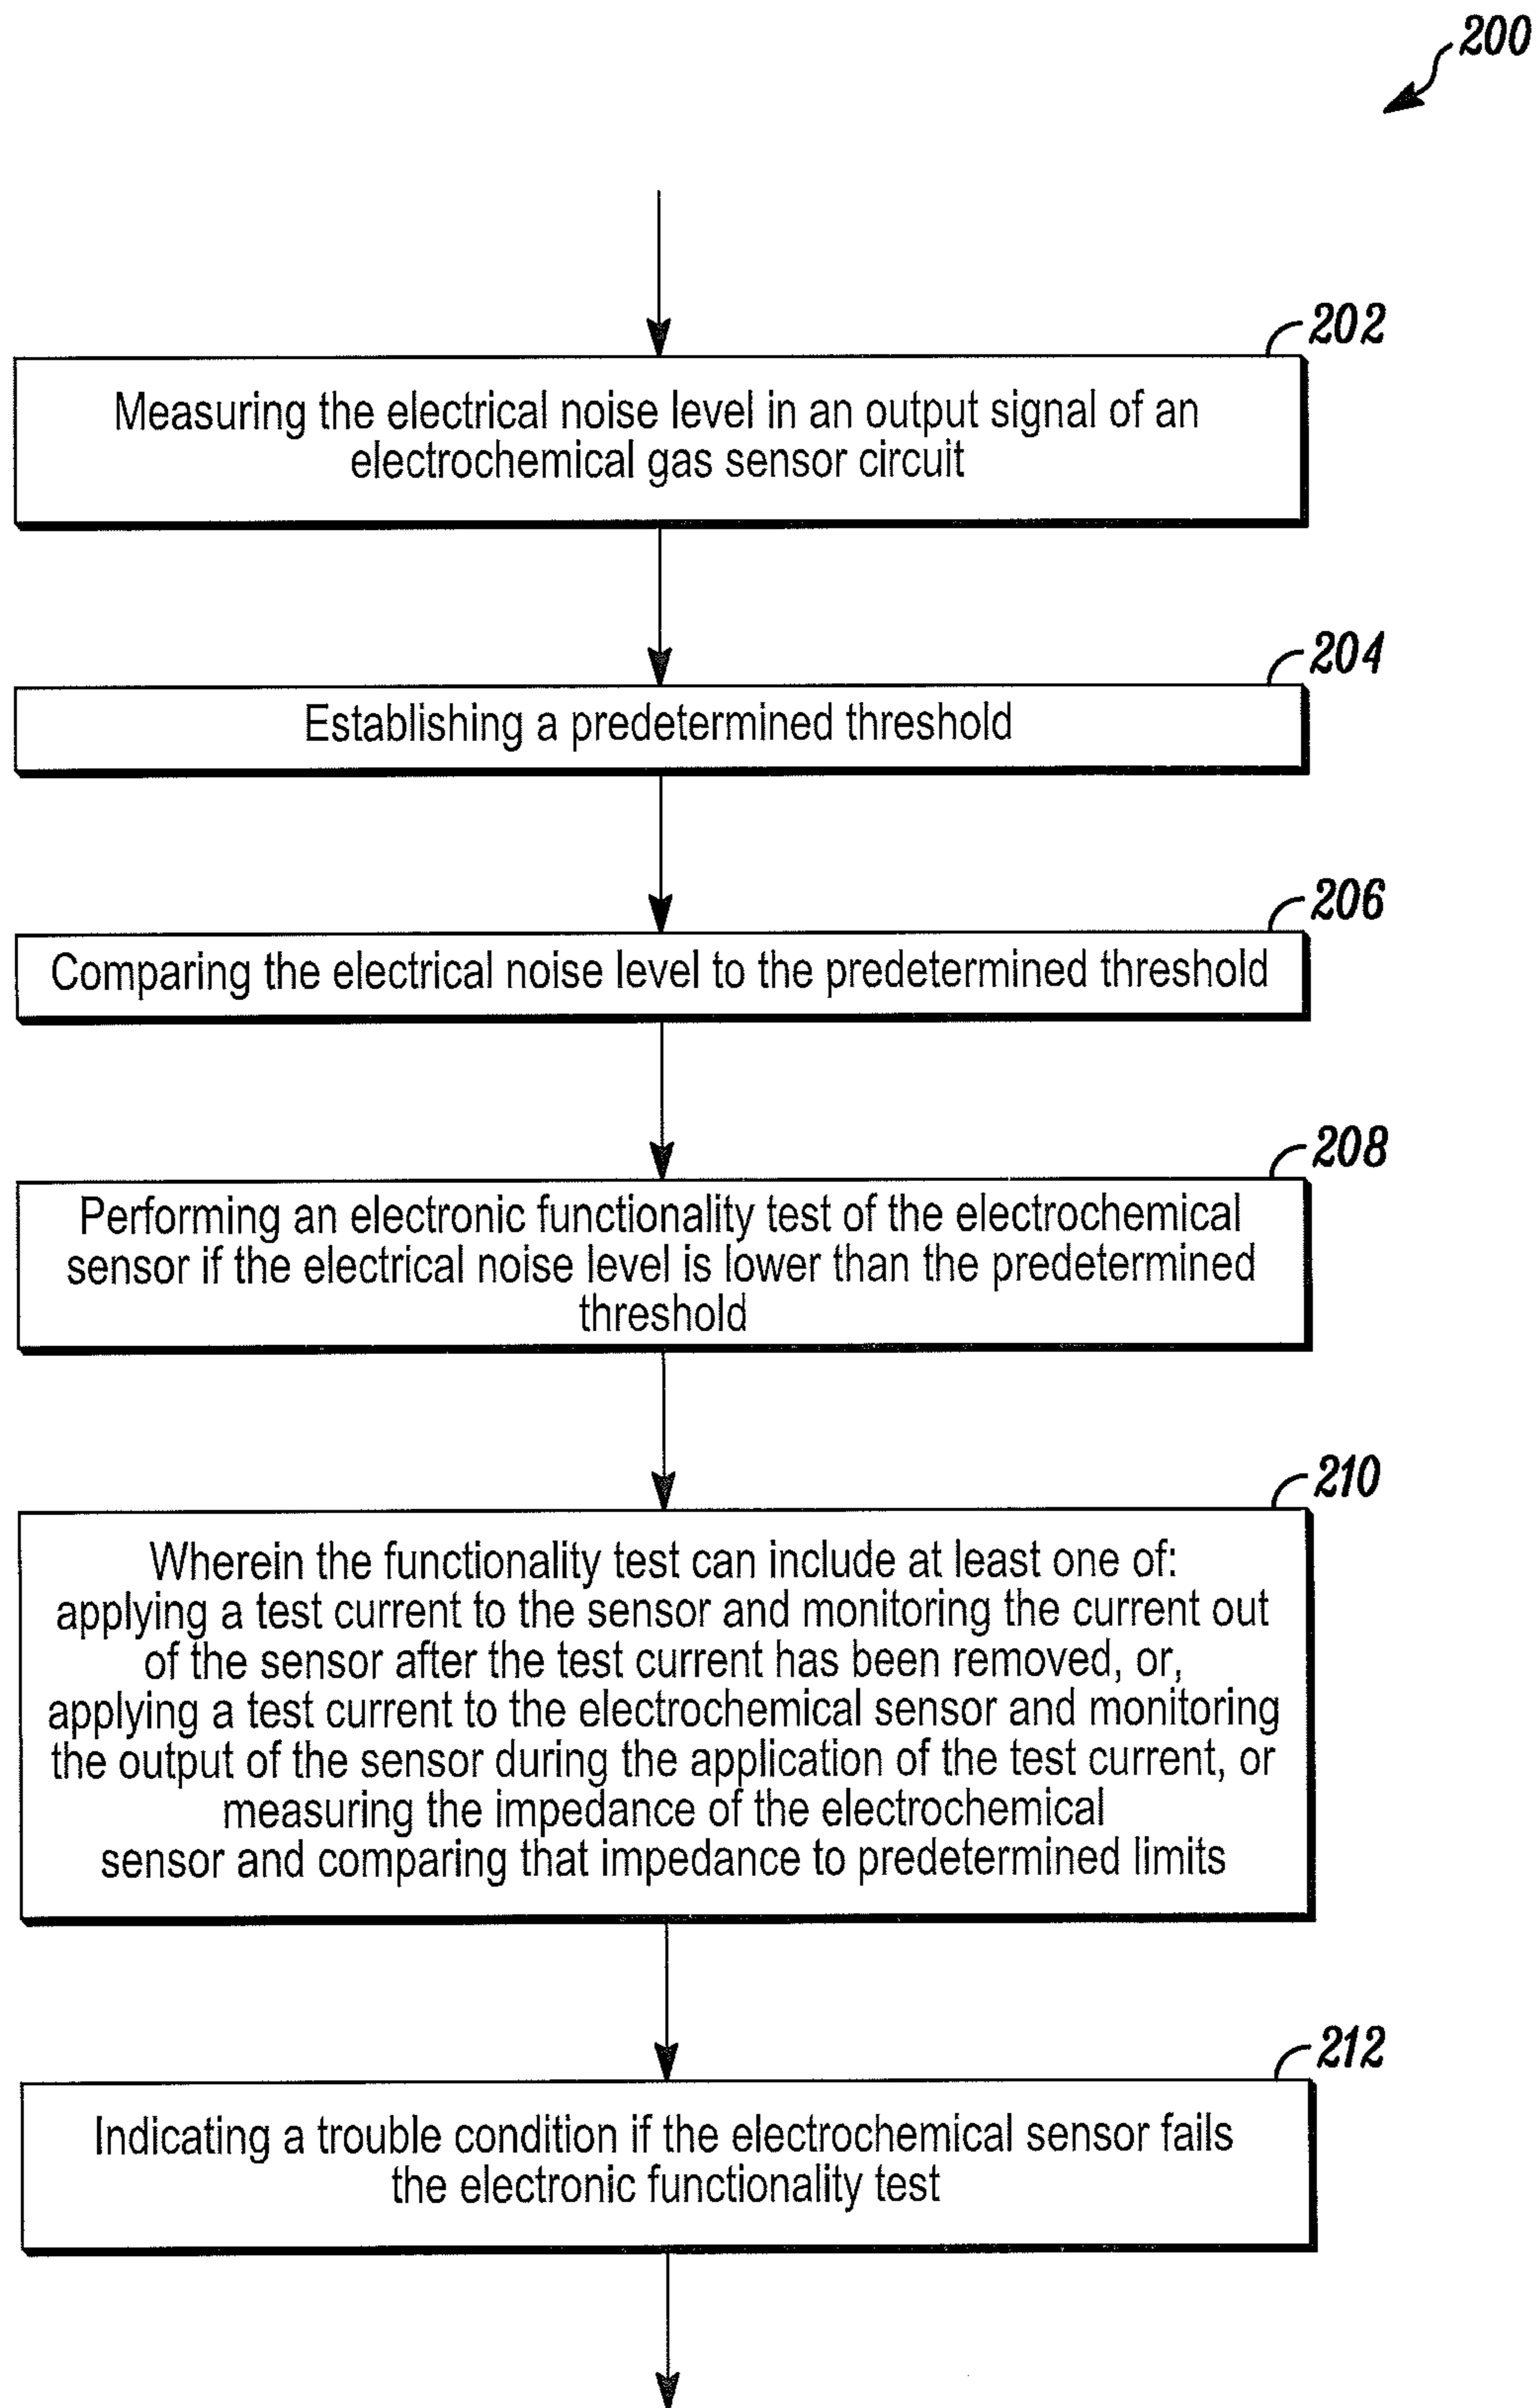 200
202
Measuring the electrical noise level in an output signal of an
electrochemical gas sensor circuit
204
Establishing a predetermined threshold
206
Comparing the electrical noise level to the predetermined threshold
208
Performing an electronic functionality test of the electrochemical
sensor if the electrical noise level is lower than the predetermined
threshold
210
Wherein the functionality test can include at least one of:
applying a test current to the sensor and monitoring the current out
of the sensor after the test current has been removed, or,
applying a test current to the electrochemical sensor and monitoring
the output of the sensor during the application of the test current, or
measuring the impedance of the electrochemical
sensor and comparing that impedance to predetermined limits
212
Indicating a trouble condition if the electrochemical sensor fails
the electronic functionality test